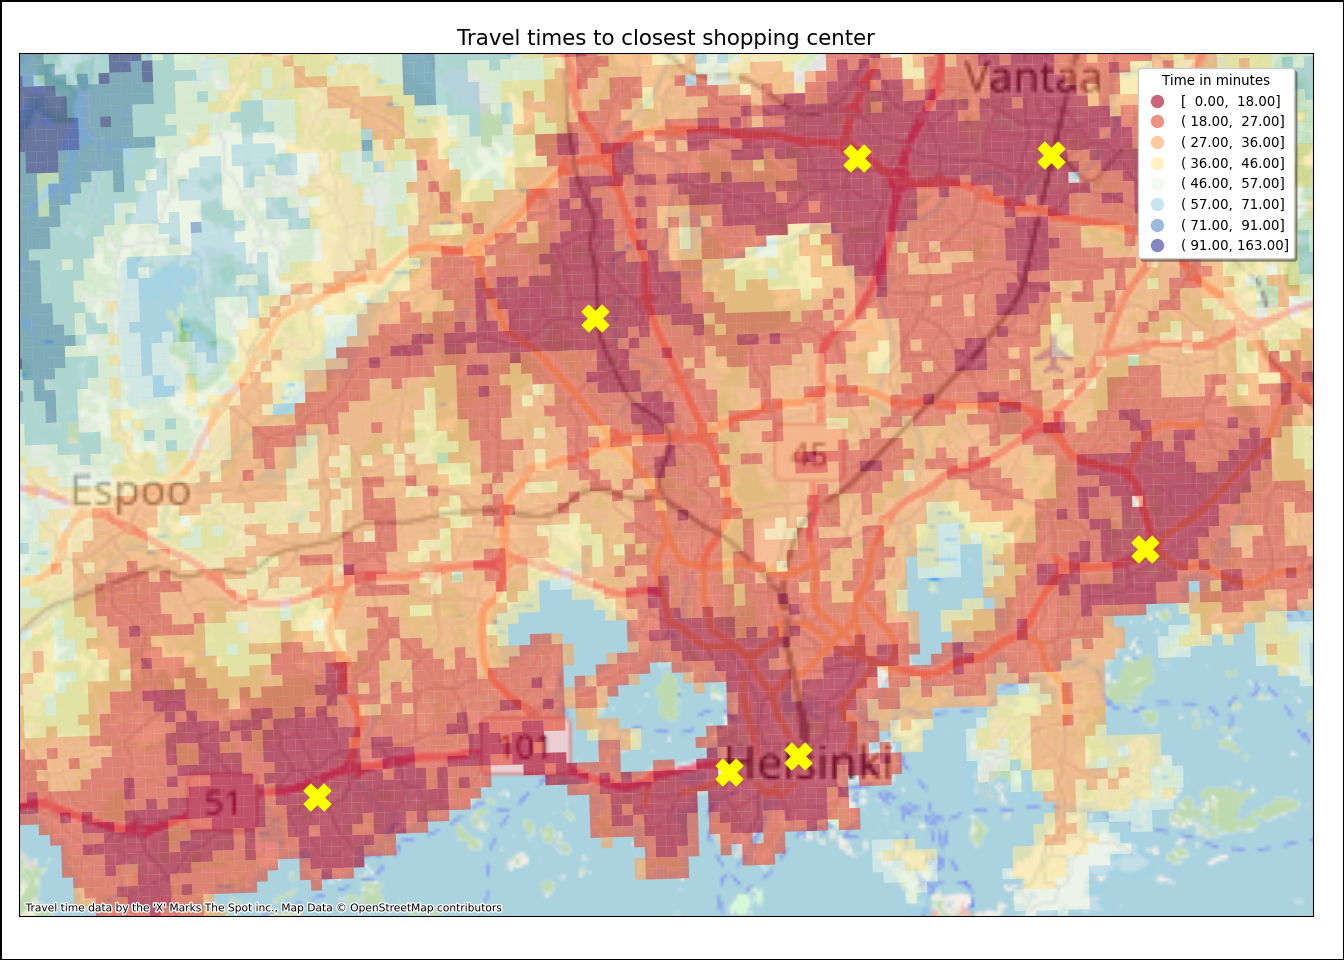 Travel times to closest shopping center
Vantaa
Time in minutes
[  0.00,  18.00]
( 18.00,  27.00]
( 27.00,  36.00]
( 36.00,  46.00]
( 46.00,  57.00]
( 57.00,  71.00]
( 71.00,  91.00]
( 91.00, 163.00]
45
Espoo
101
Helsinki
51
Travel time data by the 'X' Marks The Spot inc., Map Data © OpenStreetMap contributors